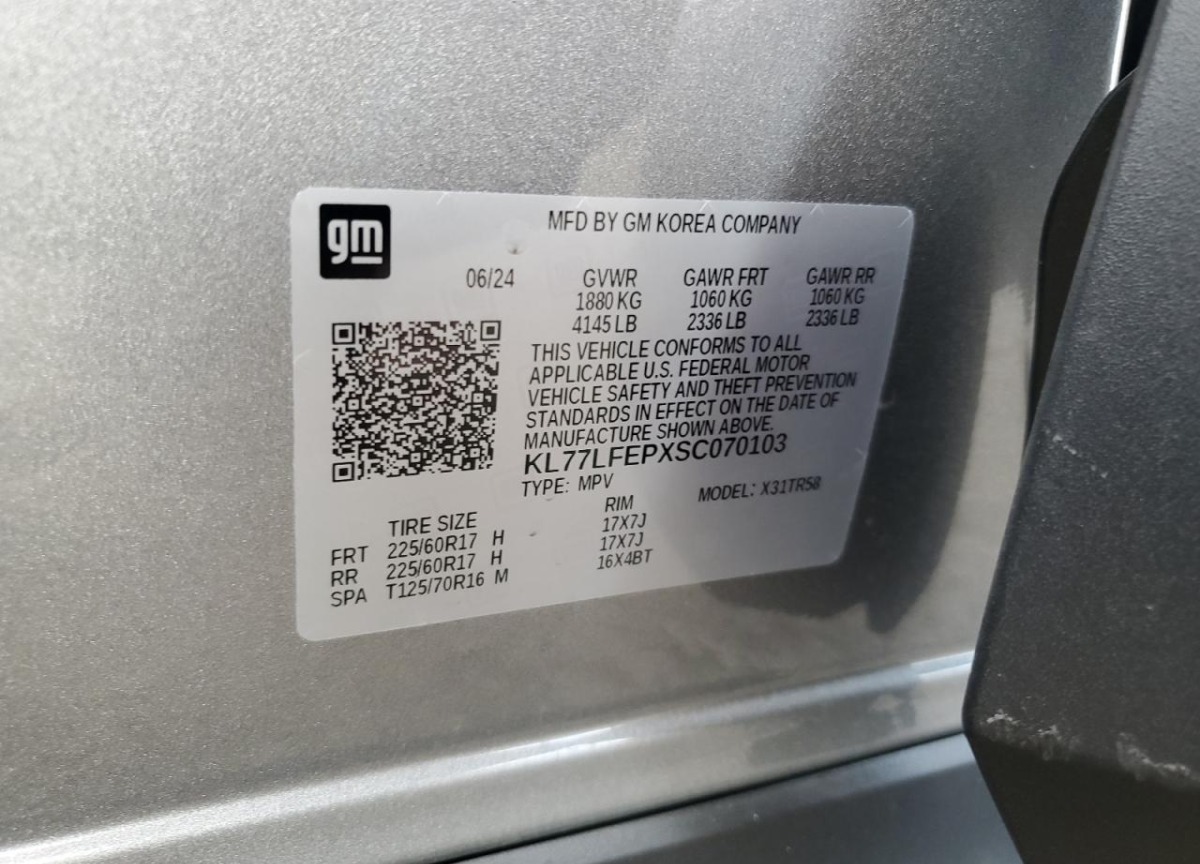 gm
MFD BY GM KOREA COMPANY
06/24 GVWR GAWR FRT GAWR RR
1880 KG 1060 KG 1060 KG
4145 LB 2336 LB 2336 LB
THIS VEHICLE CONFORMS TO ALL
APPLICABLE U.S. FEDERAL MOTOR
VEHICLE SAFETY AND THEFT PREVENTION
STANDARDS IN EFFECT ON THE DATE OF
MANUFACTURE SHOWN ABOVE.
KL77LFEPXSC070103
TYPE: MPV MODEL: X31TR58
TIRE SIZE RIM
FRT 225/60R17 H 17X7J
RR 225/60R17 H 17X7J
SPA T125/70R16 M 16X4BT